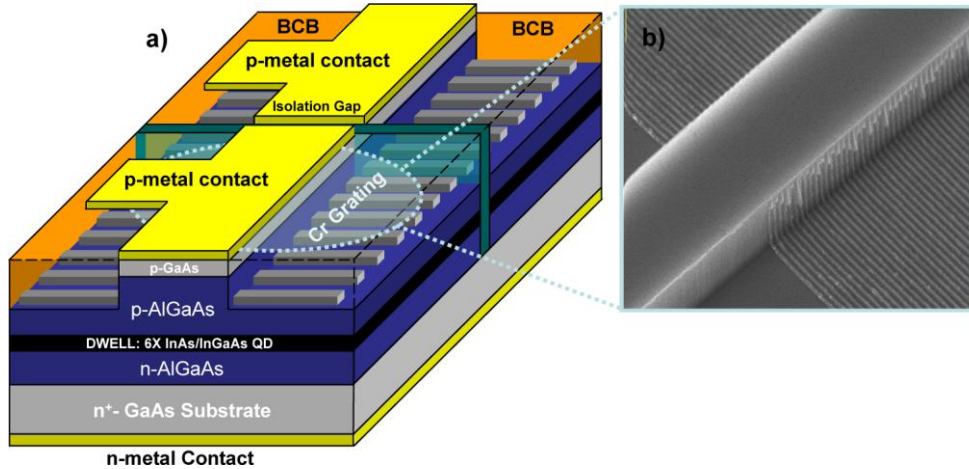 a)
BCB
BCB
b)
p-metal contact
Isolation Gap
p-metal contact
Cr Grating
p-GaAs
p-AlGaAs
DWELL: 6X InAs/InGaAs QD
n-AlGaAs
n⁺- GaAs Substrate
n-metal Contact